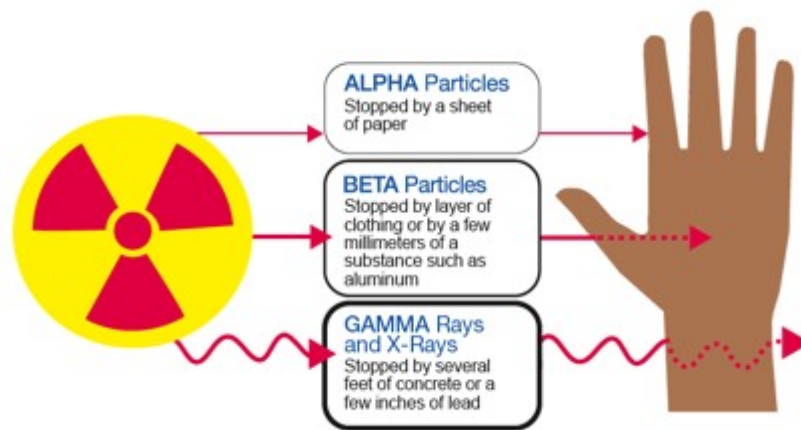 ALPHA Particles
Stopped by a sheet
of paper
BETA Particles
Stopped by layer of
clothing or by a few
millimeters of a
substance such as
aluminum
GAMMA Rays
and X-Rays
Stopped by several
feet of concrete or a
few inches of lead